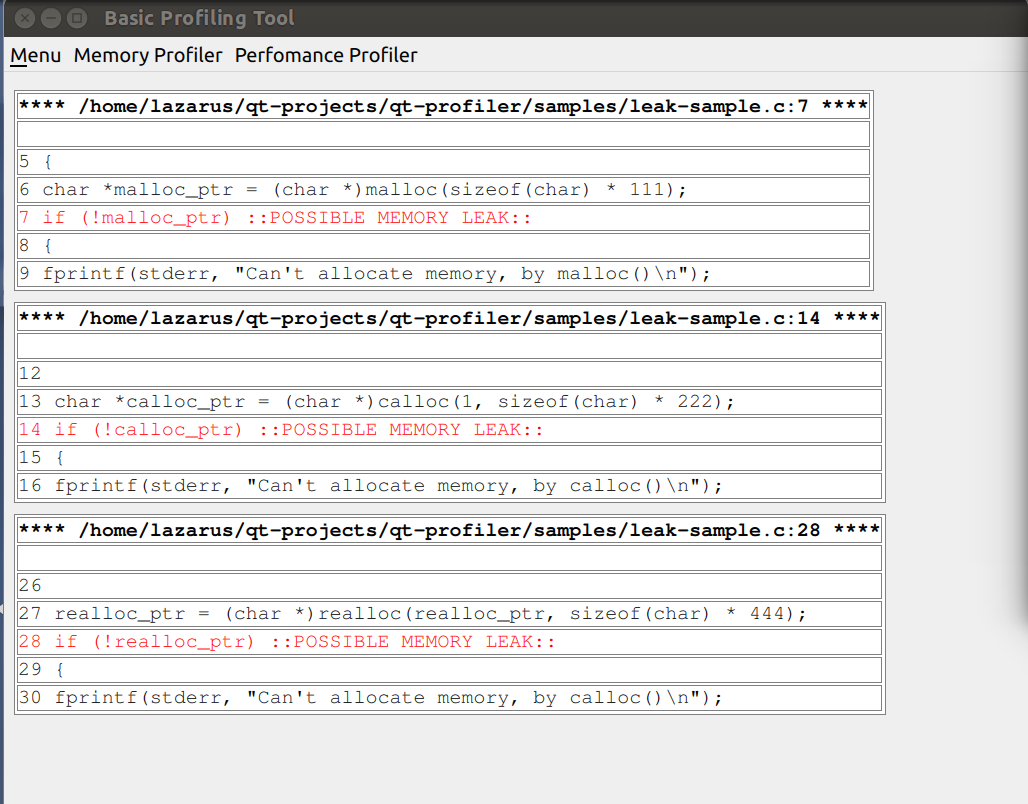 Basic Profiling Tool
Menu Memory Profiler Perfomance Profiler
**** /home/lazarus/qt-projects/qt-profiler/samples/leak-sample.c:7 ****
5 {
6 char *malloc_ptr = (char *)malloc(sizeof(char) * 111);
7 if (!malloc_ptr) ::POSSIBLE MEMORY LEAK::
8 {
9 fprintf(stderr, "Can't allocate memory, by malloc()\n");
**** /home/lazarus/qt-projects/qt-profiler/samples/leak-sample.c:14 ****
12
13 char *calloc_ptr = (char *)calloc(1, sizeof(char) * 222);
14 if (!calloc_ptr) ::POSSIBLE MEMORY LEAK::
15 {
16 fprintf(stderr, "Can't allocate memory, by calloc()\n");
**** /home/lazarus/qt-projects/qt-profiler/samples/leak-sample.c:28 ****
26
27 realloc_ptr = (char *)realloc(realloc_ptr, sizeof(char) * 444);
28 if (!realloc_ptr) ::POSSIBLE MEMORY LEAK::
29 {
30 fprintf(stderr, "Can't allocate memory, by calloc()\n");